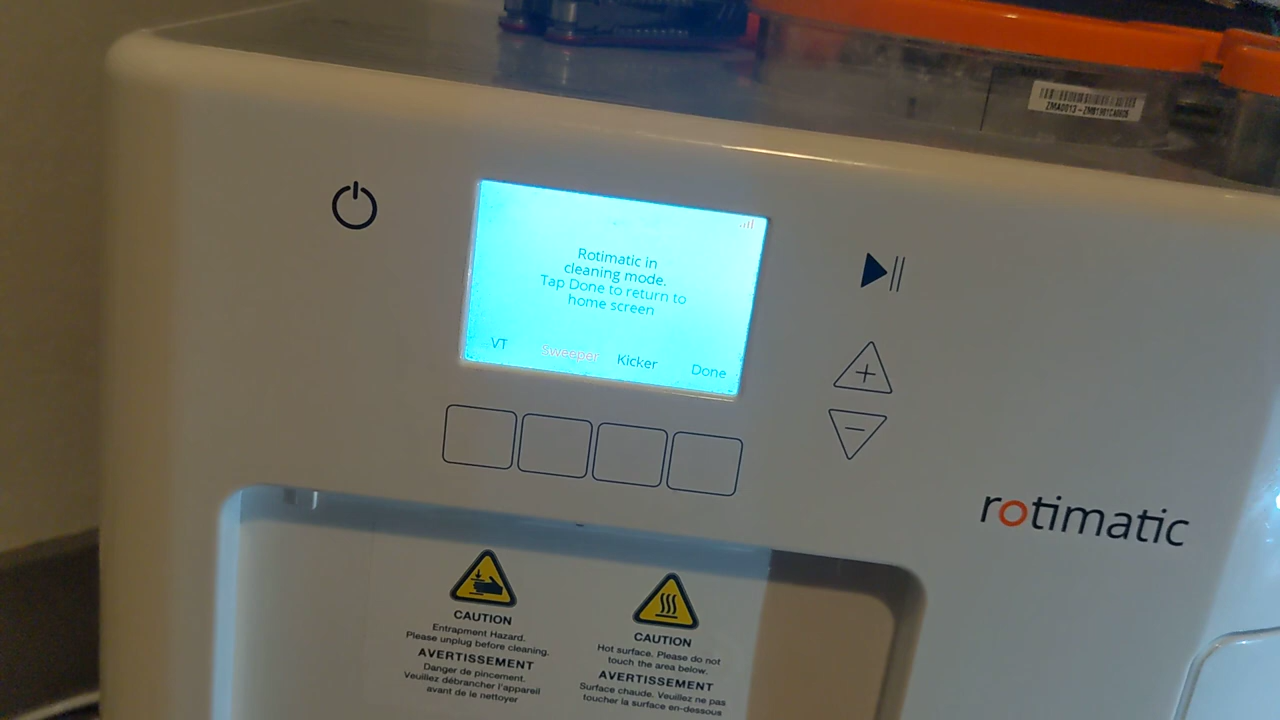 Rotimatic in
cleaning mode.
Tap Done to return to
home screen
VT Sweeper Kicker Done
rotimatic
CAUTION
Entrapment Hazard.
Please unplug before cleaning.
AVERTISSEMENT
Danger de pincement.
Veuillez débrancher l'appareil
avant de le nettoyer
CAUTION
Hot surface. Please do not
touch the area below.
AVERTISSEMENT
Surface chaude. Veuillez ne pas
toucher la surface en-dessous